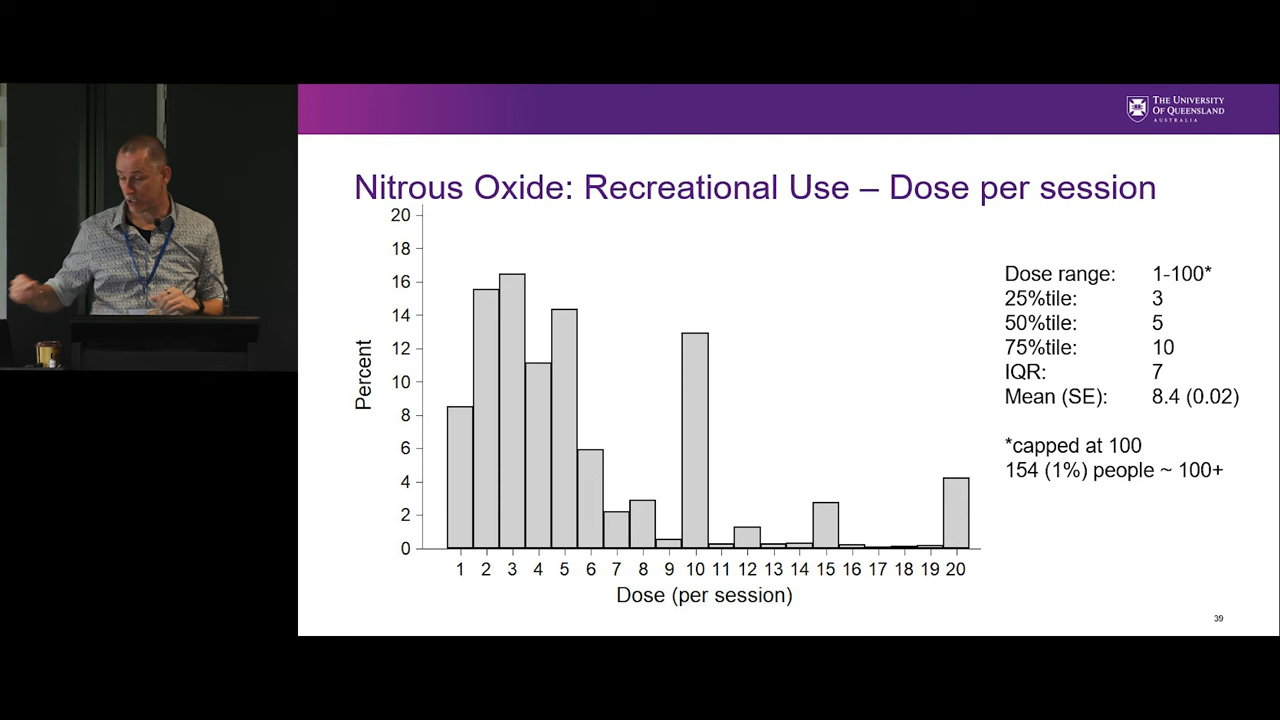 THE UNIVERSITY
OF QUEENSLAND
AUSTRALIA
Nitrous Oxide: Recreational Use – Dose per session
20
18
16
14
12
10
8
6
4
2
0
Percent
1 2 3 4 5 6 7 8 9 10 11 12 13 14 15 16 17 18 19 20
Dose (per session)
Dose range: 1-100*
25%tile: 3
50%tile: 5
75%tile: 10
IQR: 7
Mean (SE): 8.4 (0.02)
*capped at 100
154 (1%) people ~ 100+
39